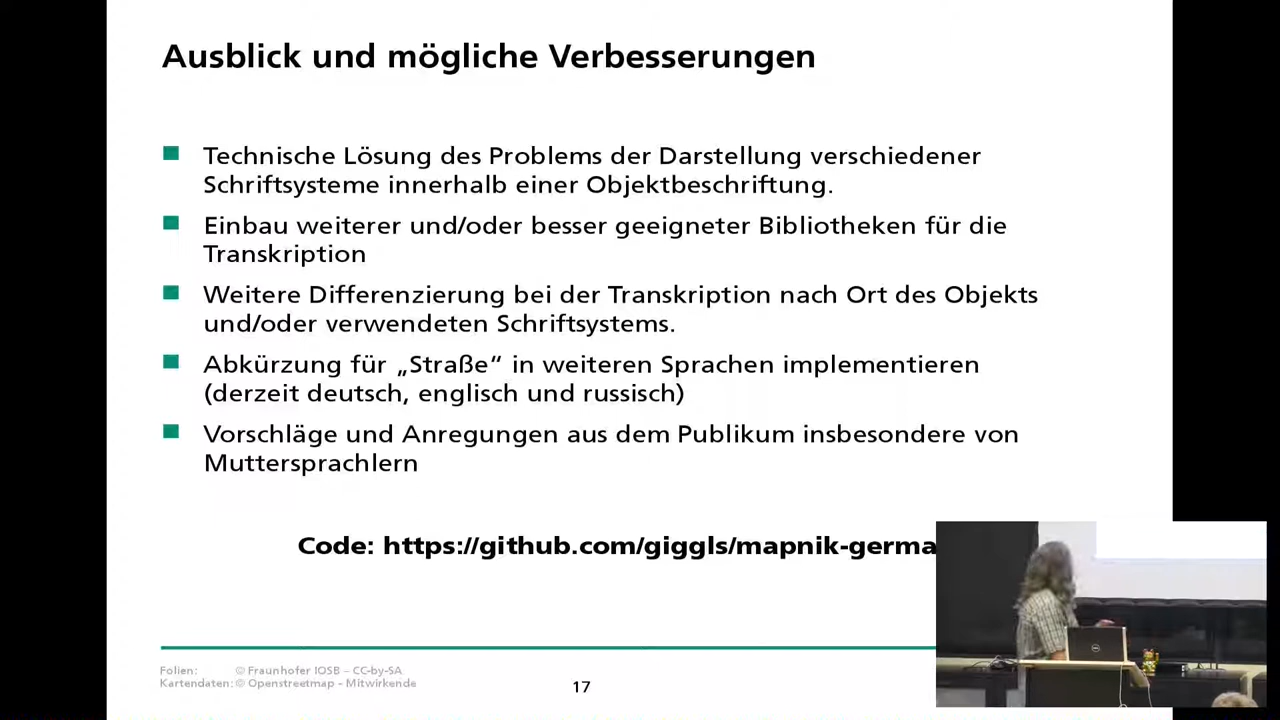 Ausblick und mögliche Verbesserungen
Technische Lösung des Problems der Darstellung verschiedener
Schriftsysteme innerhalb einer Objektbeschriftung.
Einbau weiterer und/oder besser geeigneter Bibliotheken für die
Transkription
Weitere Differenzierung bei der Transkription nach Ort des Objekts
und/oder verwendeten Schriftsystems.
Abkürzung für „Straße“ in weiteren Sprachen implementieren
(derzeit deutsch, englisch und russisch)
Vorschläge und Anregungen aus dem Publikum insbesondere von
Muttersprachlern
Code: https://github.com/giggls/mapnik-germa
Folien: © Fraunhofer IOSB – CC-by-SA
Kartendaten: © Openstreetmap - Mitwirkende
17